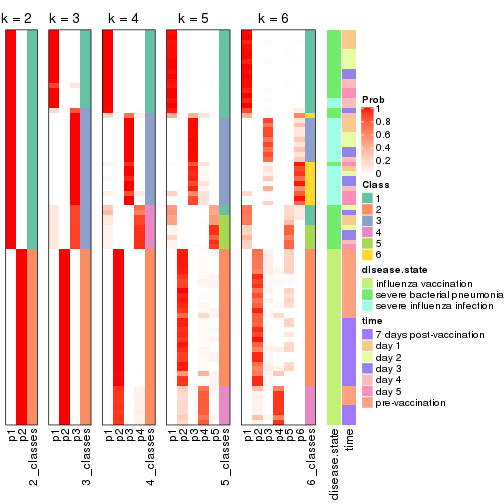 k = 2 k = 3 k = 4 k = 5 k = 6
Prob
1
0.8
0.6
0.4
0.2
0
Class
1
2
3
4
5
6
disease.state
influenza vaccination
severe bacterial pneumonia
severe influenza infection
time
7 days post-vaccination
day 1
day 2
day 3
day 4
day 5
pre-vaccination
p1 p2 2_classes p1 p2 p3 3_classes p1 p2 p3 p4 4_classes p1 p2 p3 p4 p5 5_classes p1 p2 p3 p4 p5 p6 6_classes disease.state time